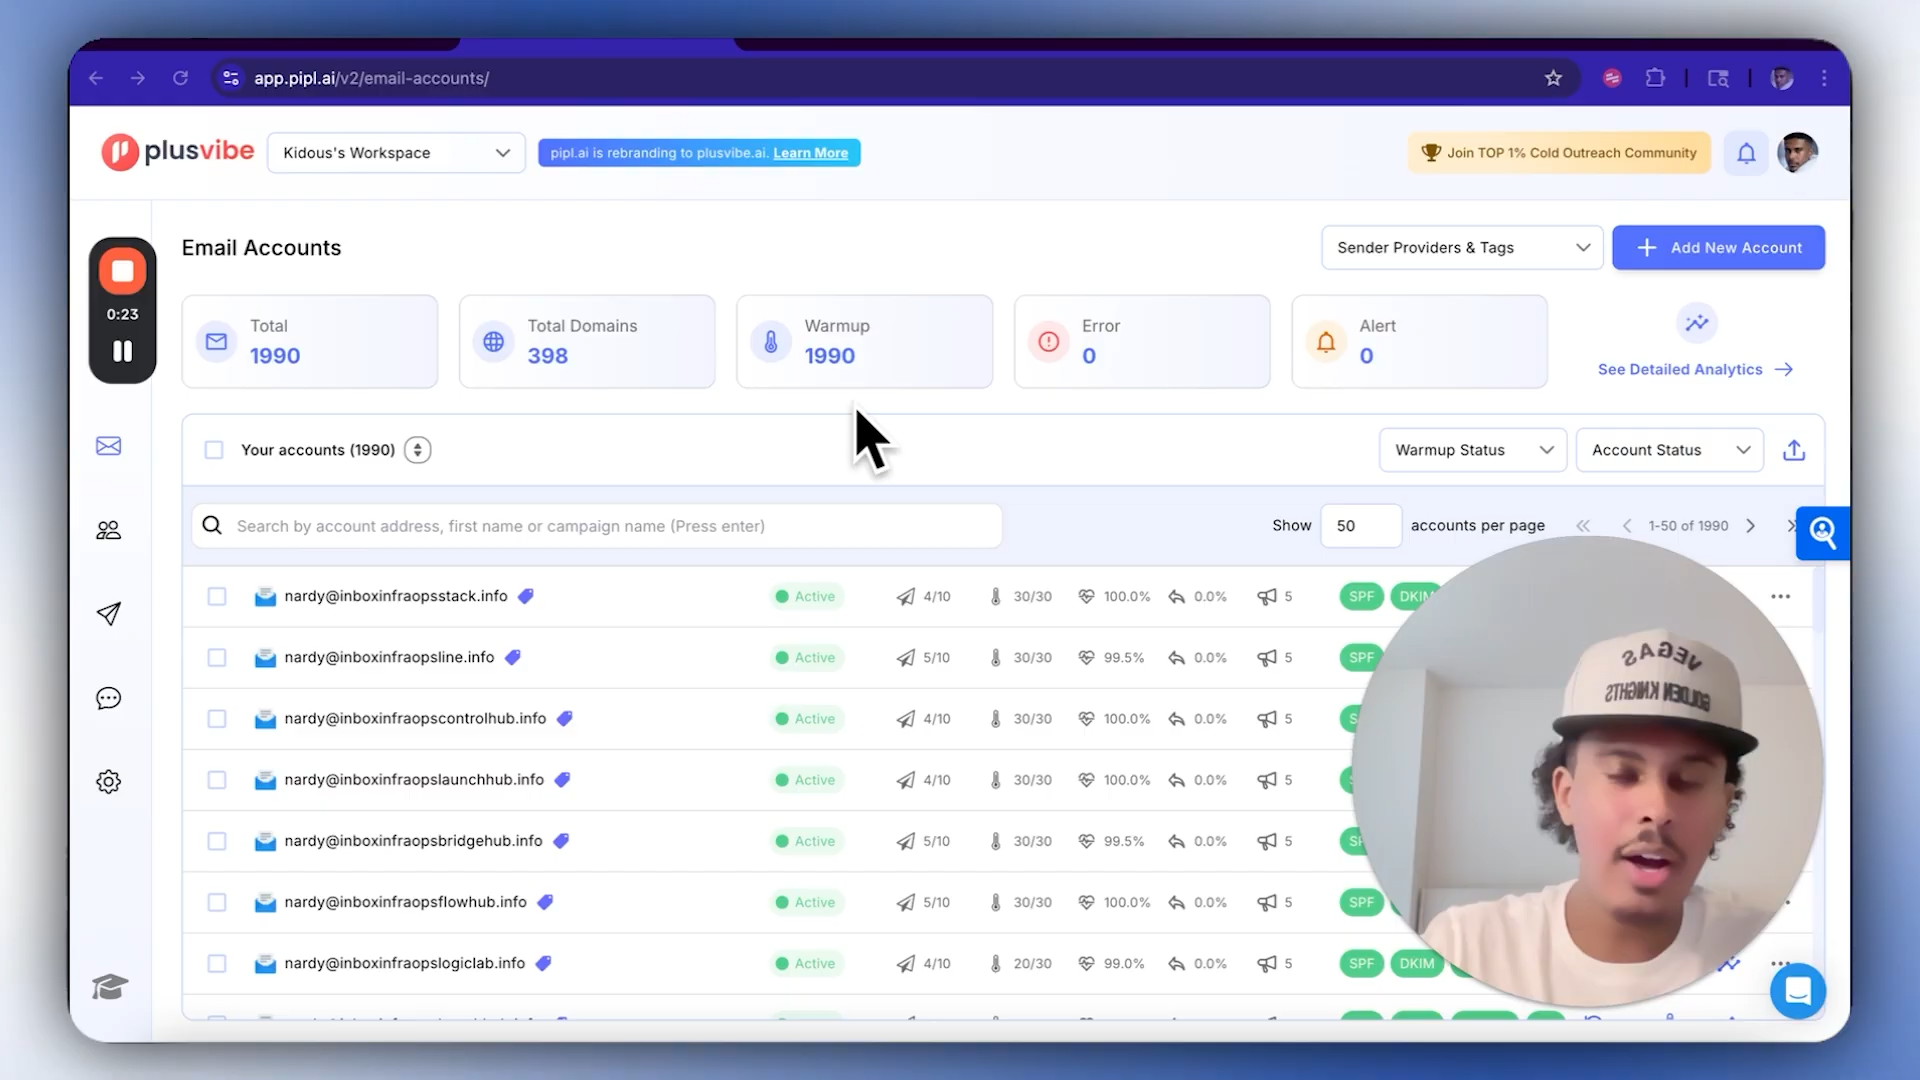 app.pipl.ai/v2/email-accounts/
plusvibe
Kidous's Workspace
pipl.ai is rebranding to plusvibe.ai. Learn More
Join TOP 1% Cold Outreach Community
0:23
Email Accounts
Sender Providers & Tags
Add New Account
Total
1990
Total Domains
398
Warmup
1990
Error
0
Alert
0
See Detailed Analytics
Your accounts (1990)
Warmup Status
Account Status
Search by account address, first name or campaign name (Press enter)
Show 50 accounts per page
1-50 of 1990
nardy@inboxinfraopsstack.info Active 4/10 30/30 100.0% 0.0% 5 SPF DKIM
nardy@inboxinfraopsline.info Active 5/10 30/30 99.5% 0.0% 5 SPF
nardy@inboxinfraopscontrolhub.info Active 4/10 30/30 100.0% 0.0% 5
nardy@inboxinfraopslaunchhub.info Active 4/10 30/30 100.0% 0.0% 5
nardy@inboxinfraopsbridgehub.info Active 5/10 30/30 99.5% 0.0% 5
nardy@inboxinfraopsflowhub.info Active 5/10 30/30 100.0% 0.0% 5 SPF
nardy@inboxinfraopslogiclab.info Active 4/10 20/30 99.0% 0.0% 5 SPF DKIM
VEGAS
GOLDEN KNIGHTS